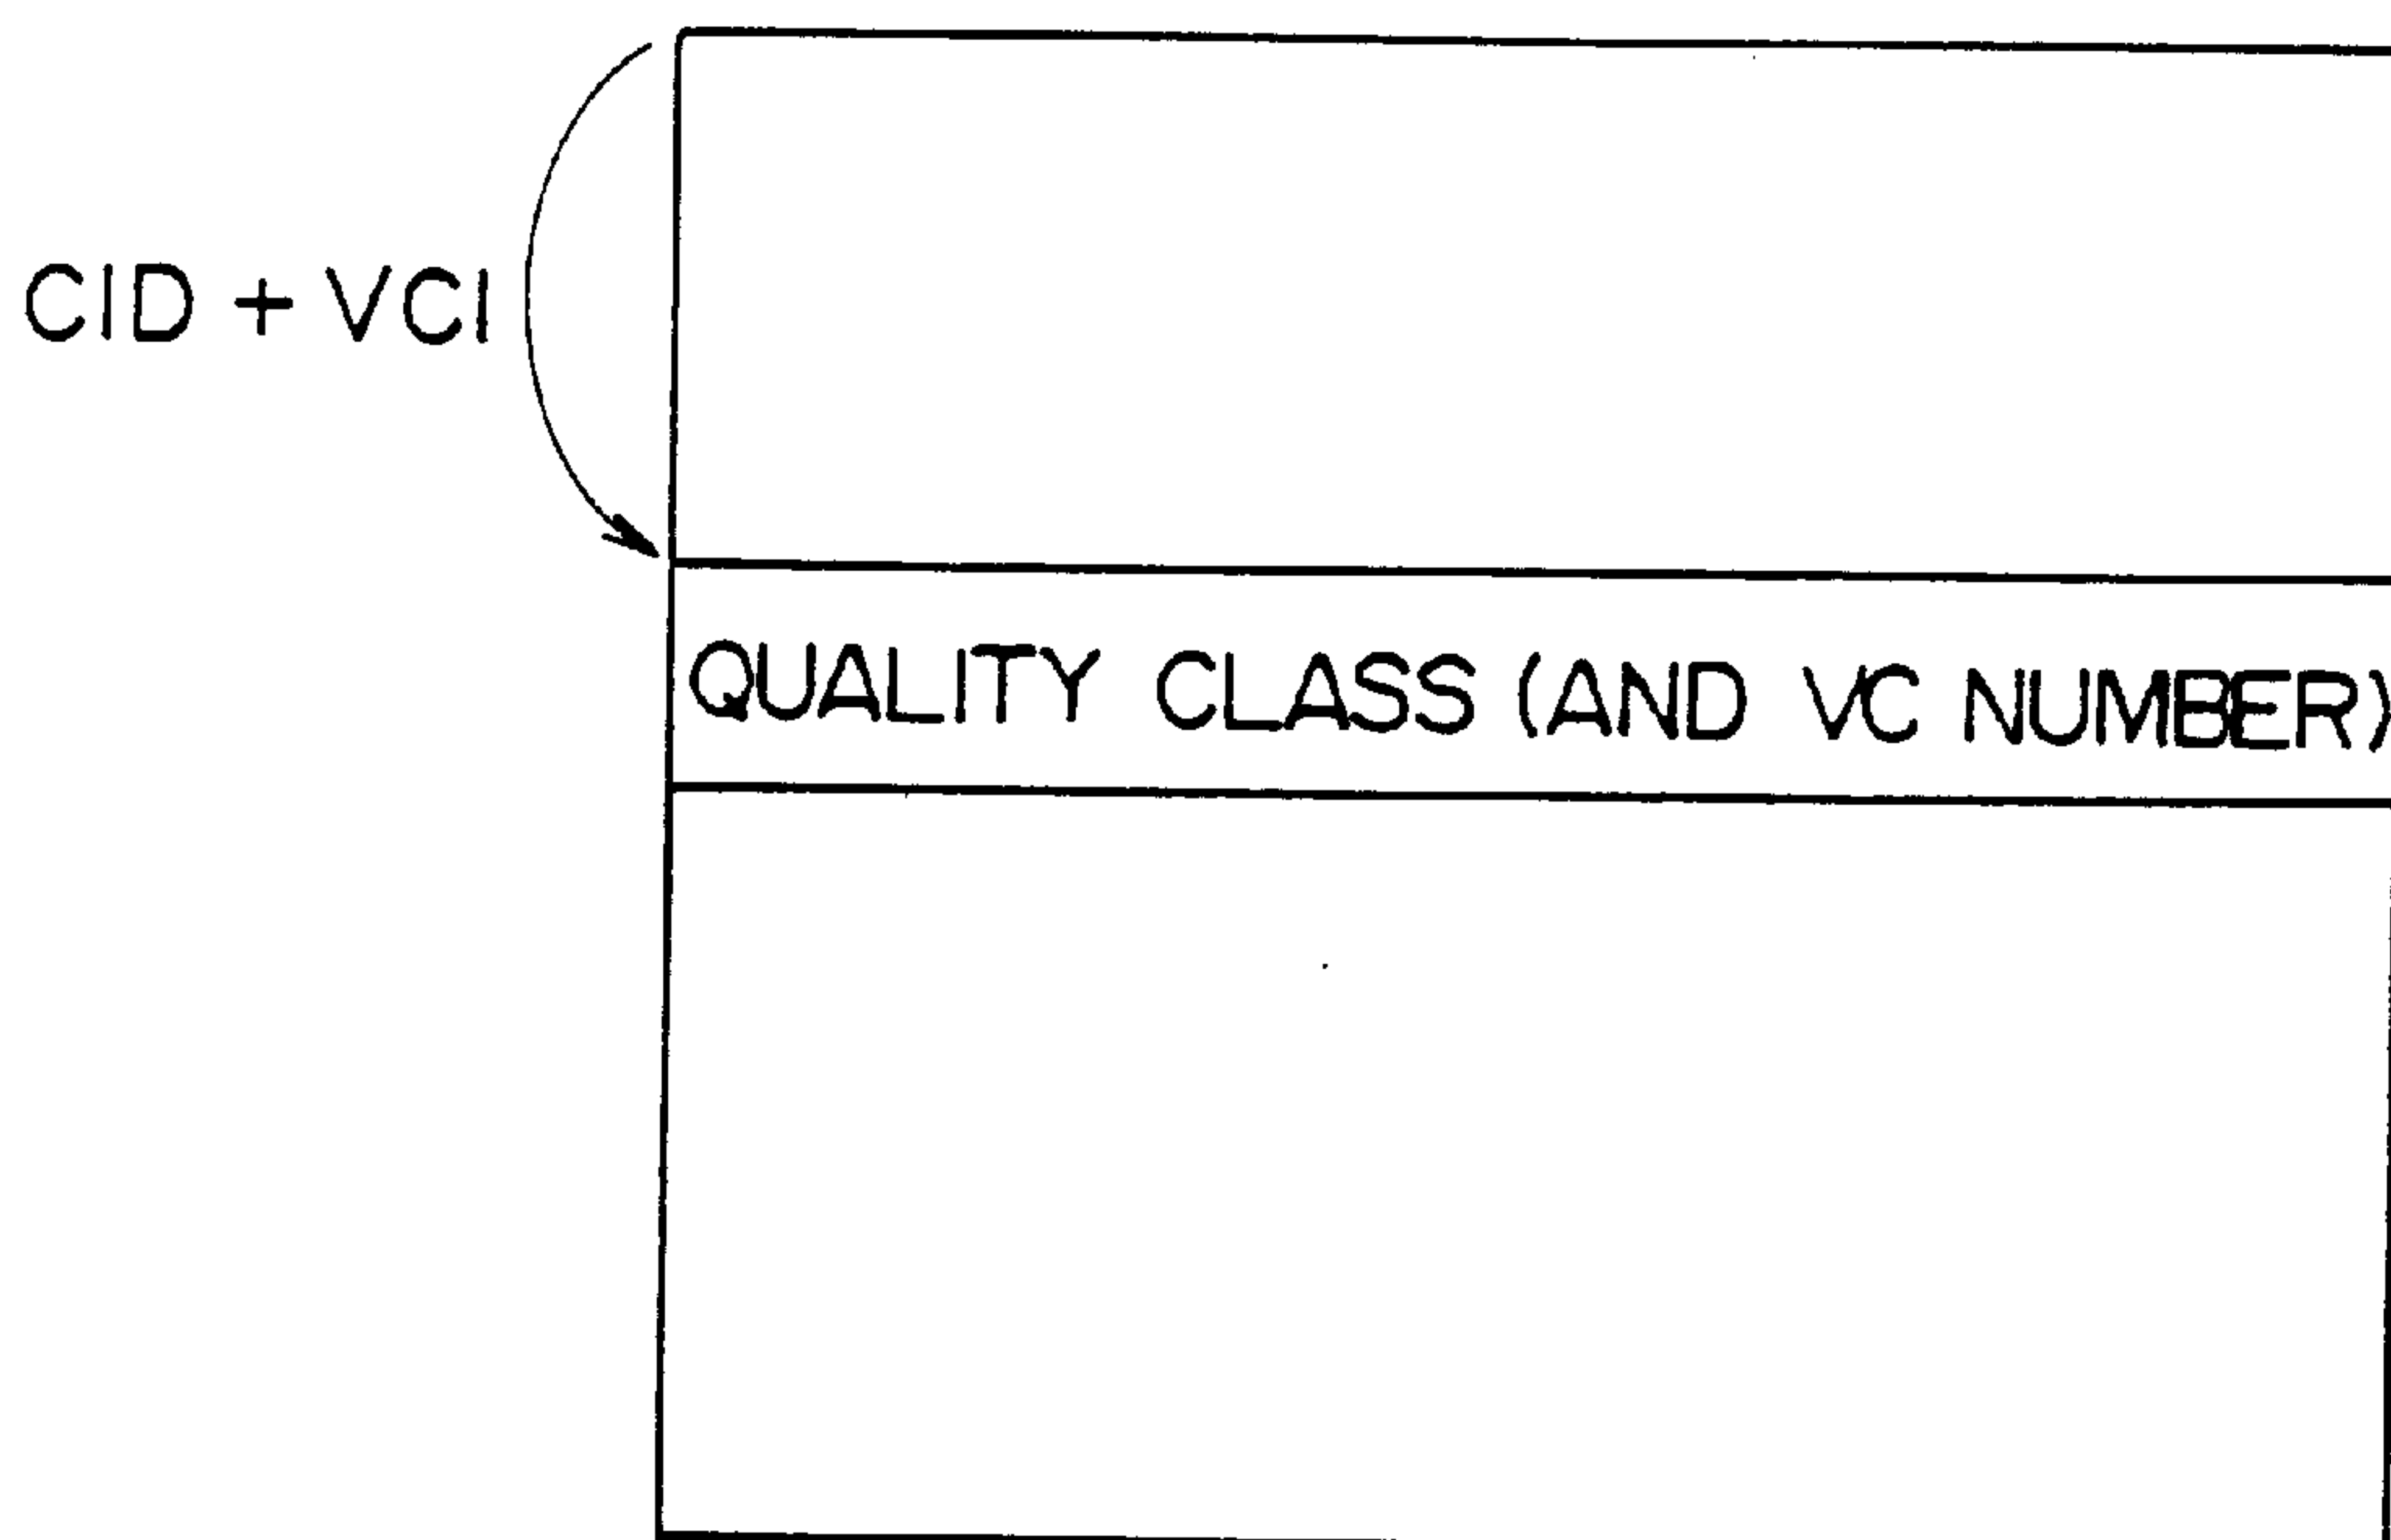 CID + VCI
QUALITY CLASS (AND VC NUMBER)